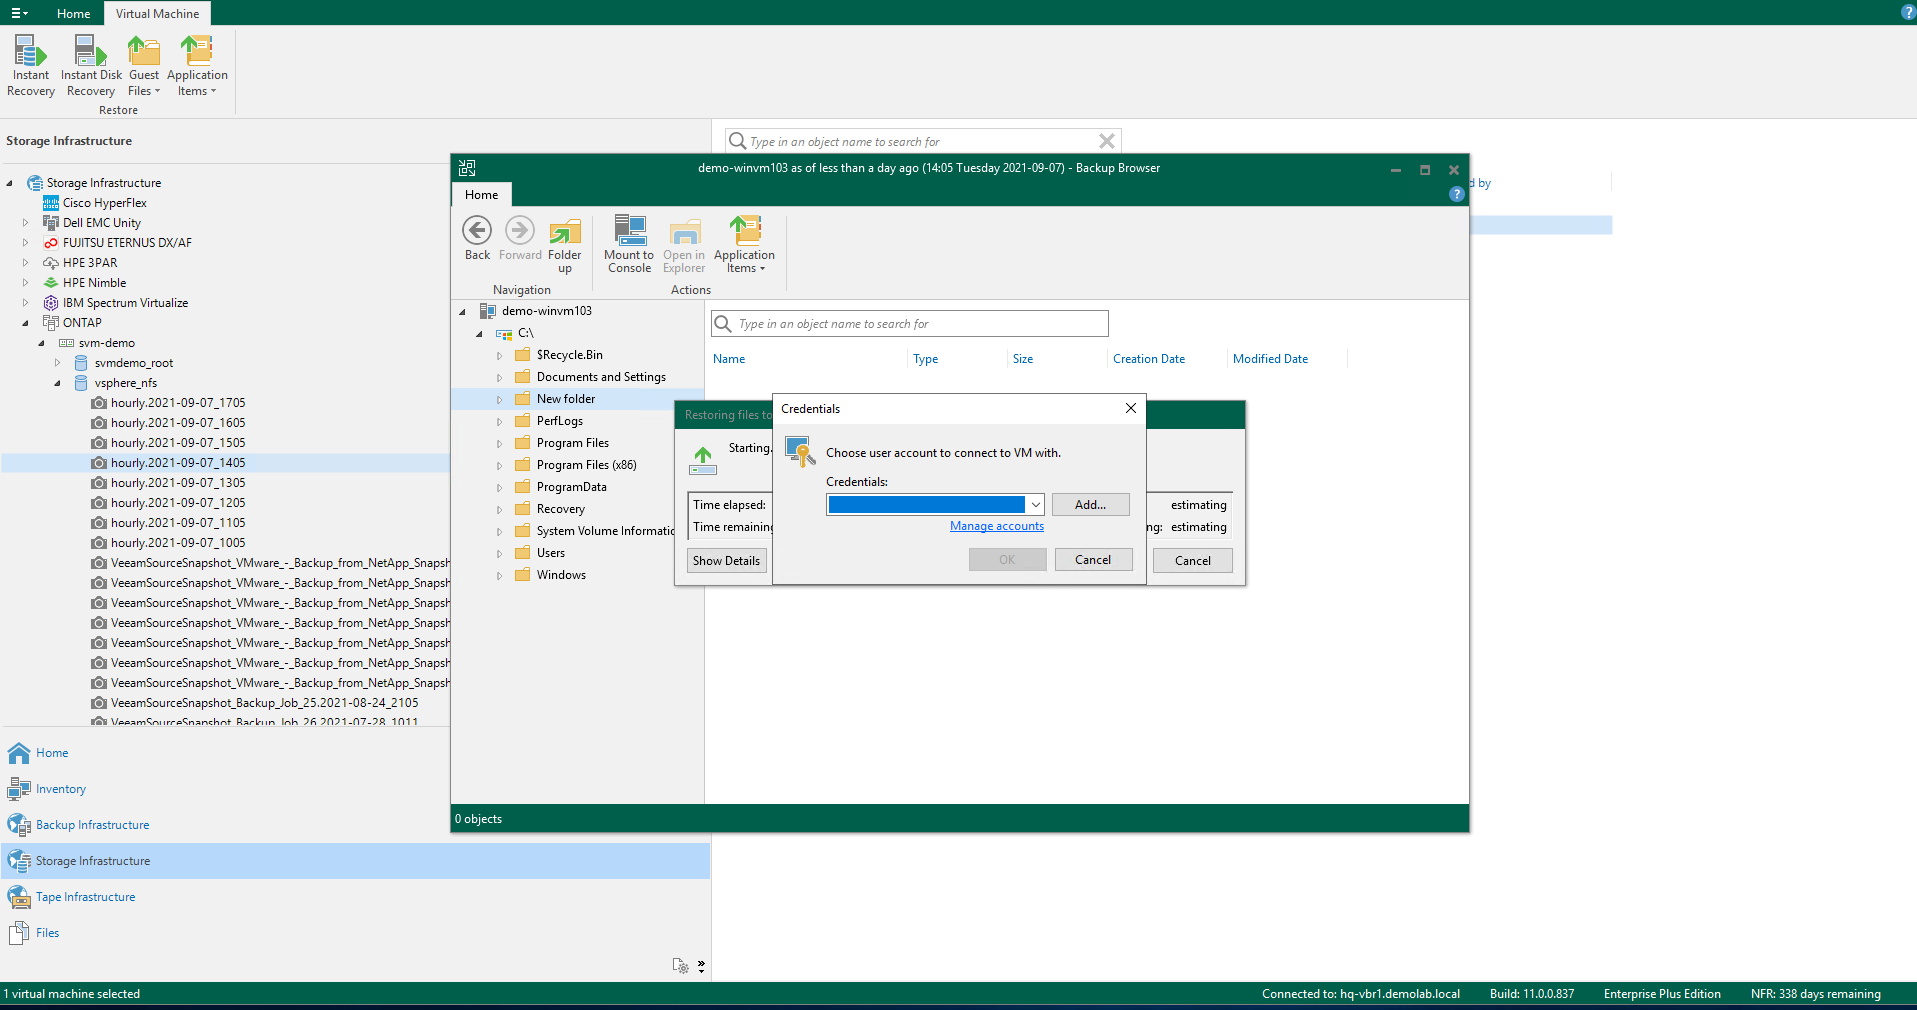 Home
Virtual Machine
Instant Recovery
Instant Disk Recovery
Guest Files
Application Items
Restore
Storage Infrastructure
Type in an object name to search for
Storage Infrastructure
Cisco HyperFlex
Dell EMC Unity
FUJITSU ETERNUS DX/AF
HPE 3PAR
HPE Nimble
IBM Spectrum Virtualize
ONTAP
svm-demo
svmdemo_root
vsphere_nfs
hourly.2021-09-07_1705
hourly.2021-09-07_1605
hourly.2021-09-07_1505
hourly.2021-09-07_1405
hourly.2021-09-07_1305
hourly.2021-09-07_1205
hourly.2021-09-07_1105
hourly.2021-09-07_1005
VeeamSourceSnapshot_VMware_-_Backup_from_NetApp_Snapsh
VeeamSourceSnapshot_VMware_-_Backup_from_NetApp_Snapsh
VeeamSourceSnapshot_VMware_-_Backup_from_NetApp_Snapsh
VeeamSourceSnapshot_VMware_-_Backup_from_NetApp_Snapsh
VeeamSourceSnapshot_VMware_-_Backup_from_NetApp_Snapsh
VeeamSourceSnapshot_VMware_-_Backup_from_NetApp_Snapsh
VeeamSourceSnapshot_VMware_-_Backup_from_NetApp_Snapsh
VeeamSourceSnapshot_Backup_Job_25.2021-08-24_2105
VeeamSourceSnapshot_Backup_Job_26.2021-07-28_1011
Home
Inventory
Backup Infrastructure
Storage Infrastructure
Tape Infrastructure
Files
d by
demo-winvm103 as of less than a day ago (14:05 Tuesday 2021-09-07) - Backup Browser
Home
Back
Forward
Folder up
Navigation
Mount to Console
Open in Explorer
Application Items
Actions
demo-winvm103
C:\
$Recycle.Bin
Documents and Settings
New folder
PerfLogs
Program Files
Program Files (x86)
ProgramData
Recovery
System Volume Informatic
Users
Windows
Type in an object name to search for
Name
Type
Size
Creation Date
Modified Date
Restoring files to
Starting.
Time elapsed:
estimating
Time remaining
ng:
estimating
Show Details
Cancel
Credentials
Choose user account to connect to VM with.
Credentials:
Add...
Manage accounts
OK
Cancel
0 objects
1 virtual machine selected
Connected to: hq-vbr1.demolab.local
Build: 11.0.0.837
Enterprise Plus Edition
NFR: 338 days remaining